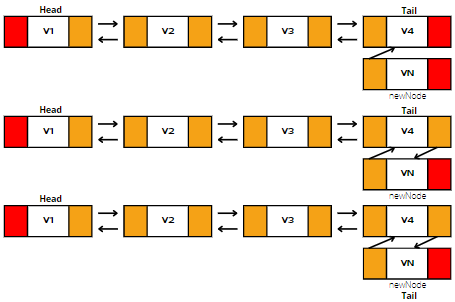 Head Tail
V1 V2 V3 V4
VN
newNode
Head Tail
V1 V2 V3 V4
VN
newNode
Head
V1 V2 V3 V4
VN
newNode
Tail